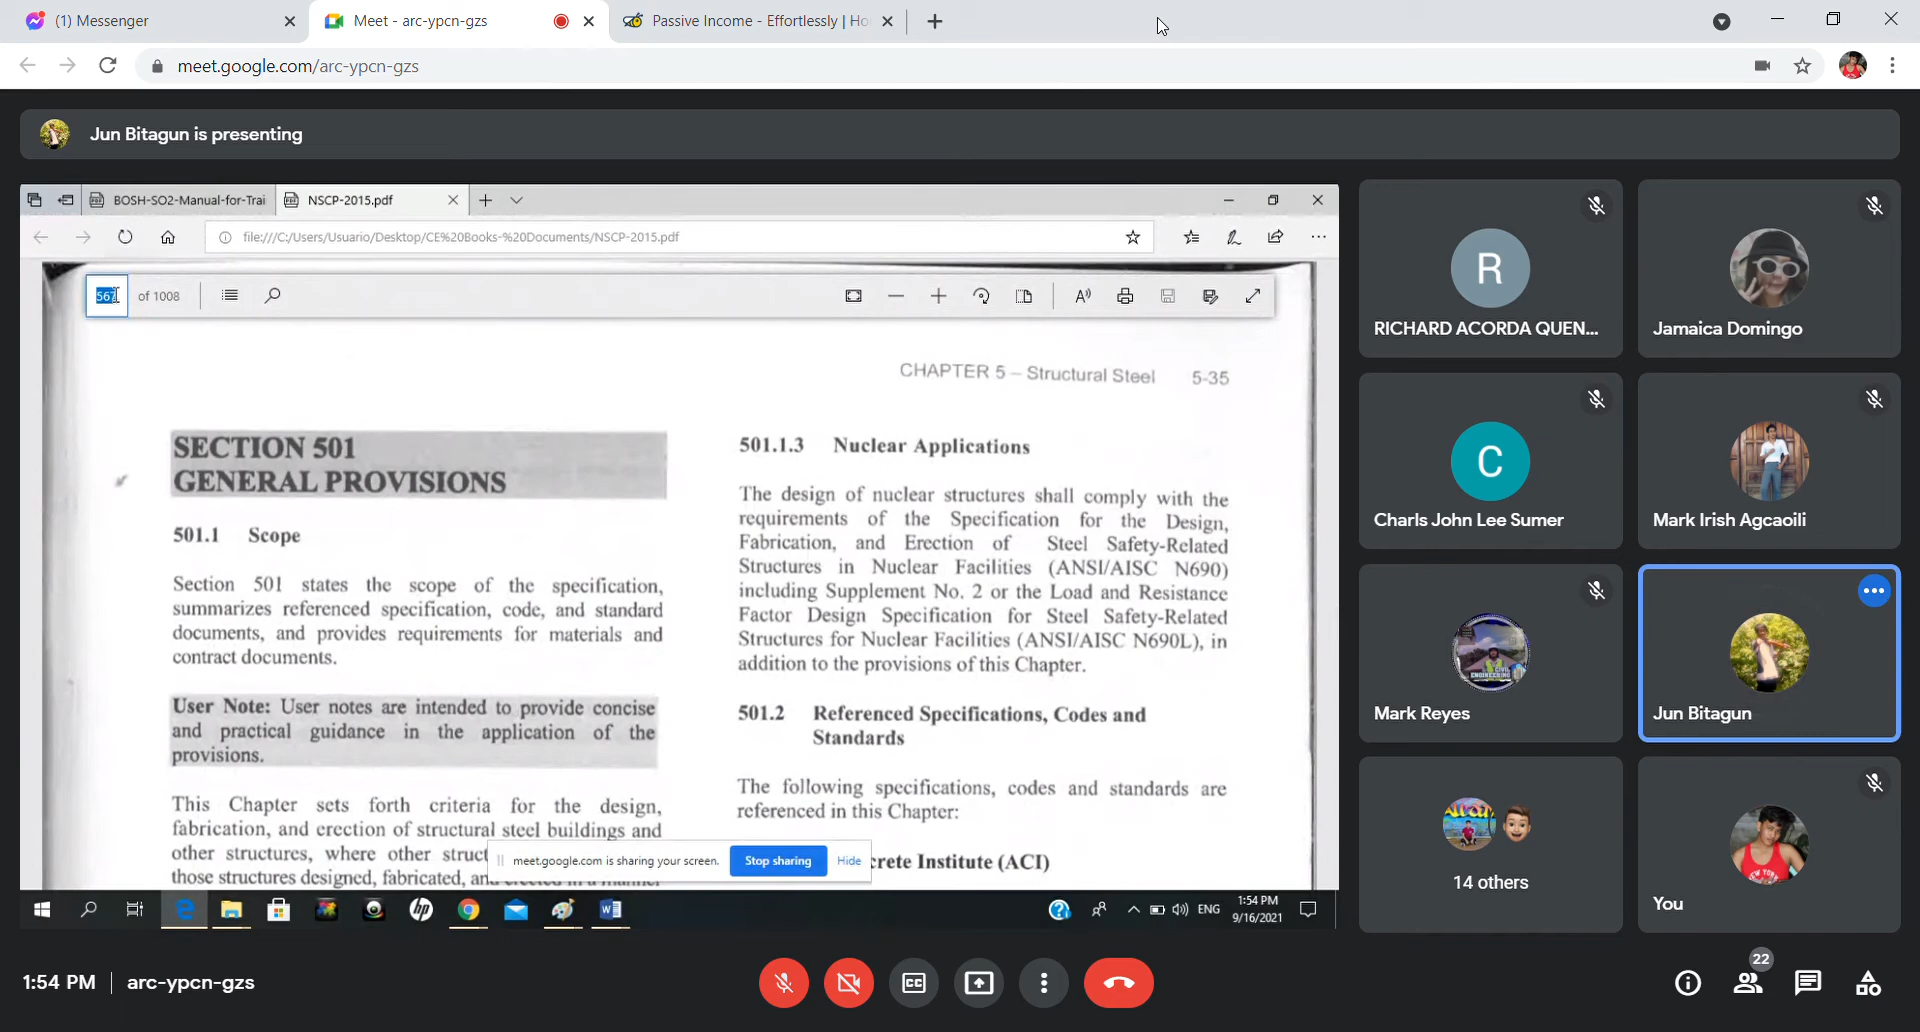 (1) Messenger
Meet - arc-ypcn-gzs
Passive Income - Effortlessly | Ho
meet.google.com/arc-ypcn-gzs
Jun Bitagun is presenting
BOSH-SO2-Manual-for-Trai
NSCP-2015.pdf
file:///C:/Users/Usuario/Desktop/CE%20Books-%20Documents/NSCP-2015.pdf
567 of 1008
CHAPTER 5 – Structural Steel 5-35
SECTION 501
GENERAL PROVISIONS
501.1 Scope
Section 501 states the scope of the specification,
summarizes referenced specification, code, and standard
documents, and provides requirements for materials and
contract documents.
User Note: User notes are intended to provide concise
and practical guidance in the application of the
provisions.
This Chapter sets forth criteria for the design,
fabrication, and erection of structural steel buildings and
other structures, where other struct
those structures designed, fabricated, and erected in a manner
501.1.3 Nuclear Applications
The design of nuclear structures shall comply with the
requirements of the Specification for the Design,
Fabrication, and Erection of Steel Safety-Related
Structures in Nuclear Facilities (ANSI/AISC N690)
including Supplement No. 2 or the Load and Resistance
Factor Design Specification for Steel Safety-Related
Structures for Nuclear Facilities (ANSI/AISC N690L), in
addition to the provisions of this Chapter.
501.2 Referenced Specifications, Codes and
Standards
The following specifications, codes and standards are
referenced in this Chapter:
crete Institute (ACI)
meet.google.com is sharing your screen. Stop sharing Hide
ENG
1:54 PM
9/16/2021
R
RICHARD ACORDA QUEN...
Jamaica Domingo
C
Charls John Lee Sumer
Mark Irish Agcaoili
Mark Reyes
Jun Bitagun
14 others
You
1:54 PM
arc-ypcn-gzs
22